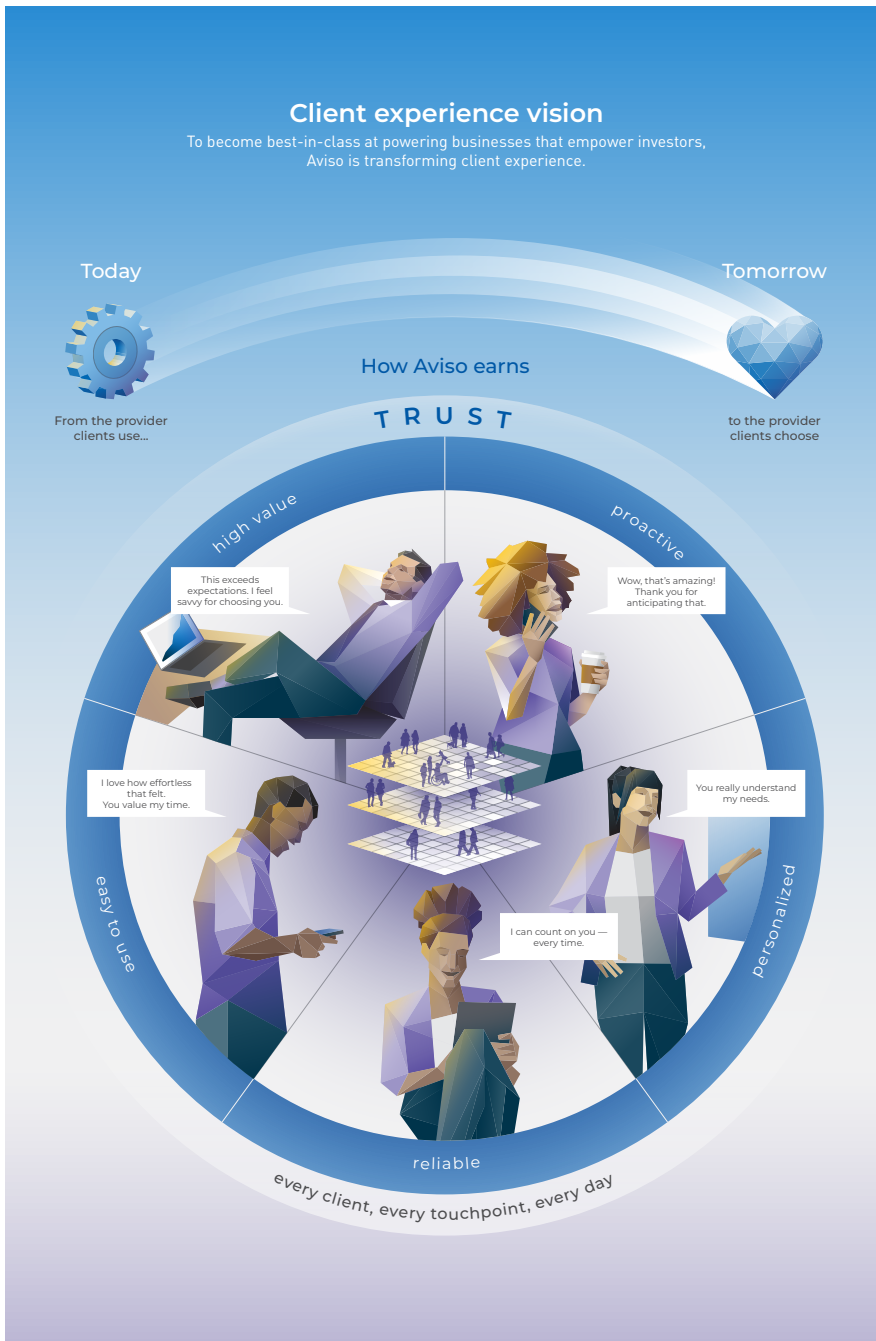 Client experience vision
To become best-in-class at powering businesses that empower investors,
Aviso is transforming client experience.
Today
Tomorrow
From the provider
clients use...
to the provider
clients choose
How Aviso earns
TRUST
high value
proactive
This exceeds
expectations. I feel
savvy for choosing you.
Wow, that's amazing!
Thank you for
anticipating that.
I love how effortless
that felt.
You value my time.
You really understand
my needs.
easy to use
personalized
I can count on you —
every time.
reliable
every client, every touchpoint, every day